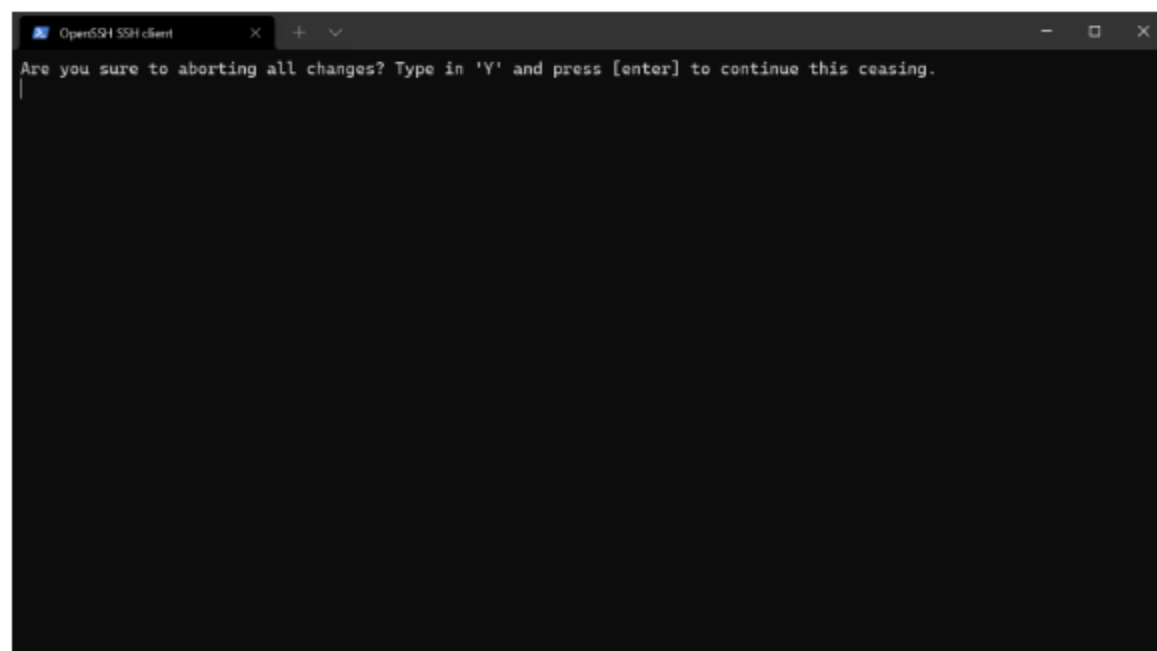 OpenSSH SSH client
Are you sure to aborting all changes? Type in 'Y' and press [enter] to continue this ceasing.